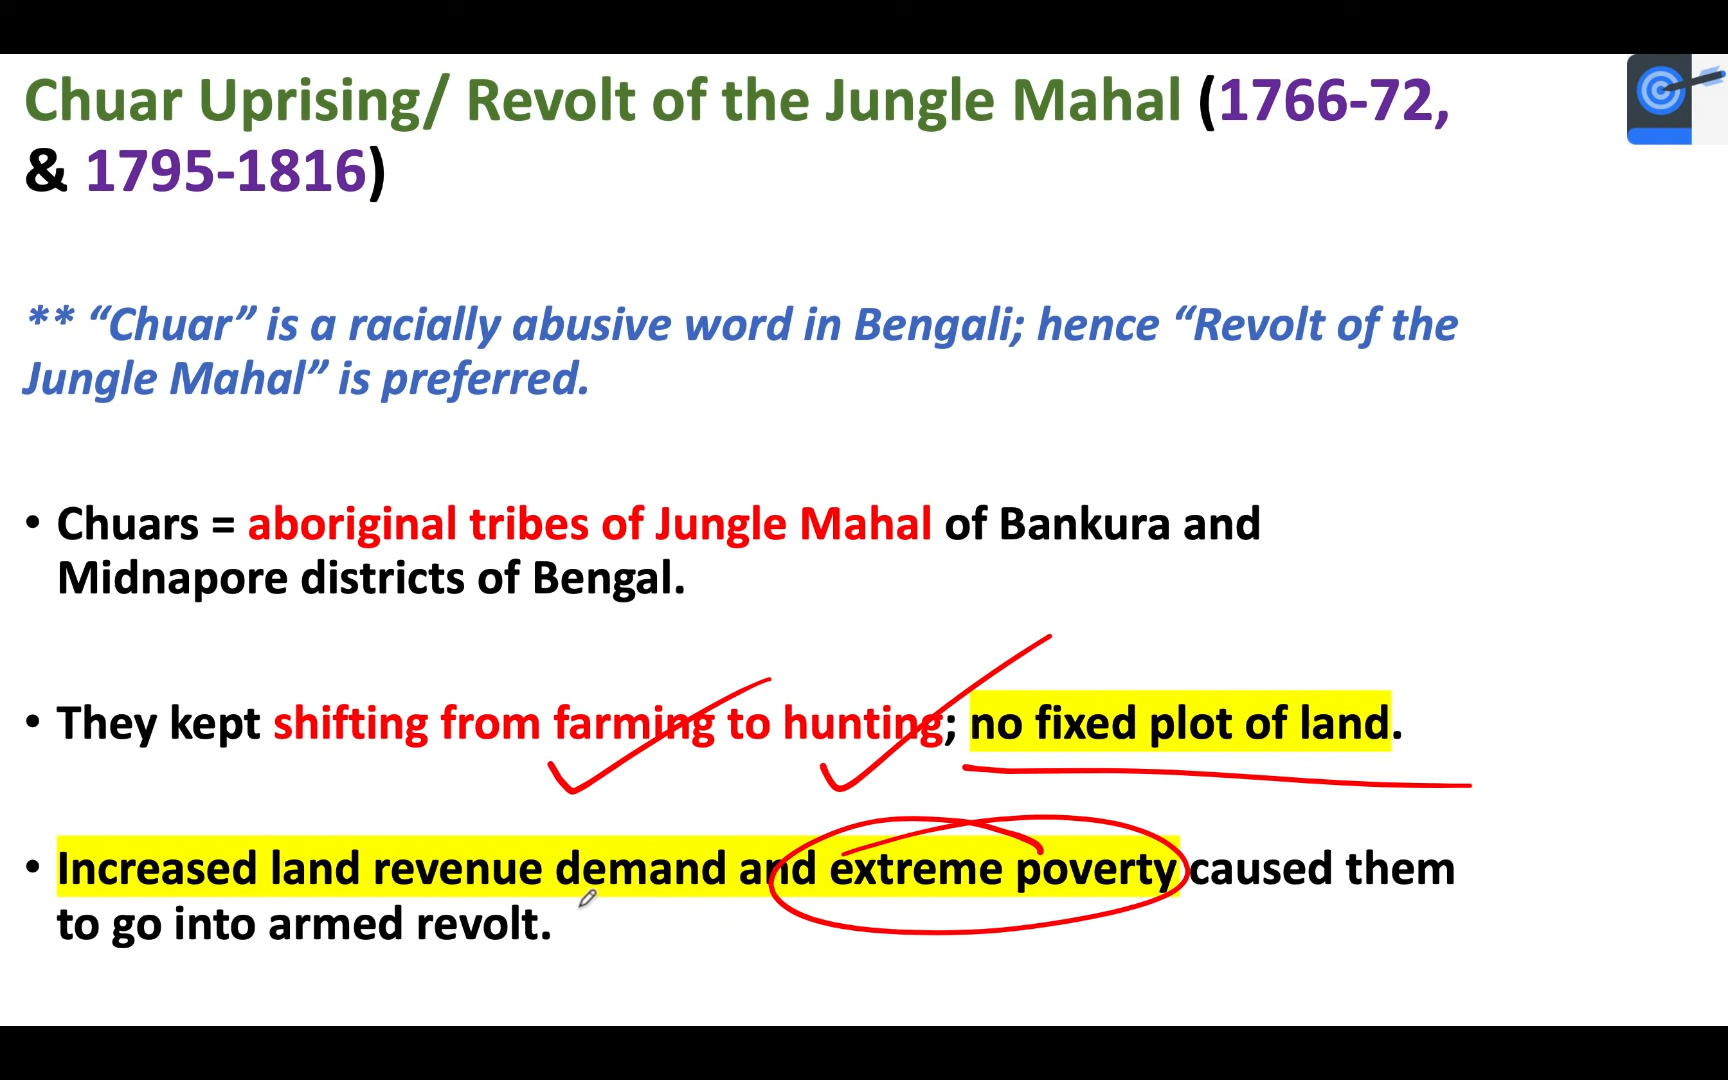 Chuar Uprising/ Revolt of the Jungle Mahal (1766-72,
& 1795-1816)
** “Chuar” is a racially abusive word in Bengali; hence “Revolt of the
Jungle Mahal” is preferred.
• Chuars = aboriginal tribes of Jungle Mahal of Bankura and
Midnapore districts of Bengal.
• They kept shifting from farming to hunting; no fixed plot of land.
• Increased land revenue demand and extreme poverty caused them
to go into armed revolt.